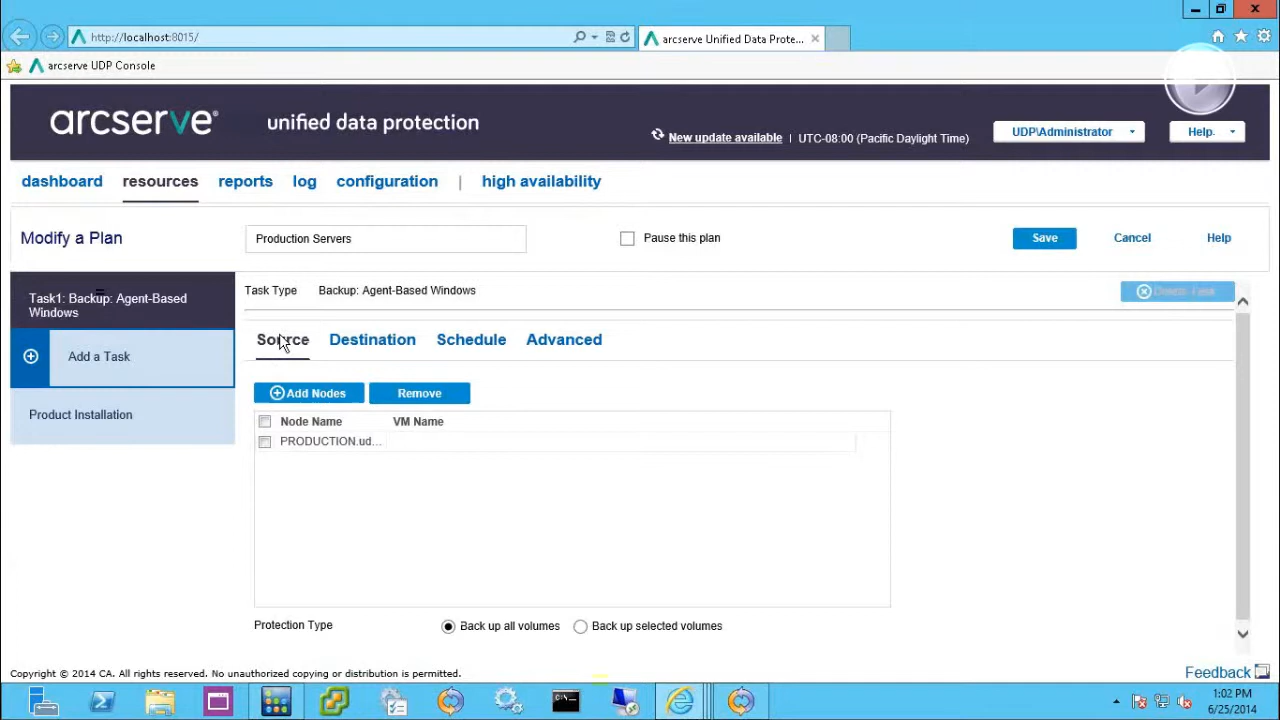 http://localhost:8015/
arcserve Unified Data Prote...
arcserve UDP Console
arcserve®
unified data protection
New update available
UTC-08:00 (Pacific Daylight Time)
UDP\Administrator
Help.
dashboard
resources
reports
log
configuration
|
high availability
Modify a Plan
Production Servers
Pause this plan
Save
Cancel
Help
Task1: Backup: Agent-Based
Windows
Add a Task
Product Installation
Task Type
Backup: Agent-Based Windows
Delete Task
Source
Destination
Schedule
Advanced
Add Nodes
Remove
Node Name
VM Name
PRODUCTION.ud...
Protection Type
Back up all volumes
Back up selected volumes
Copyright © 2014 CA. All rights reserved. No unauthorized copying or distribution is permitted.
Feedback
1:02 PM
6/25/2014